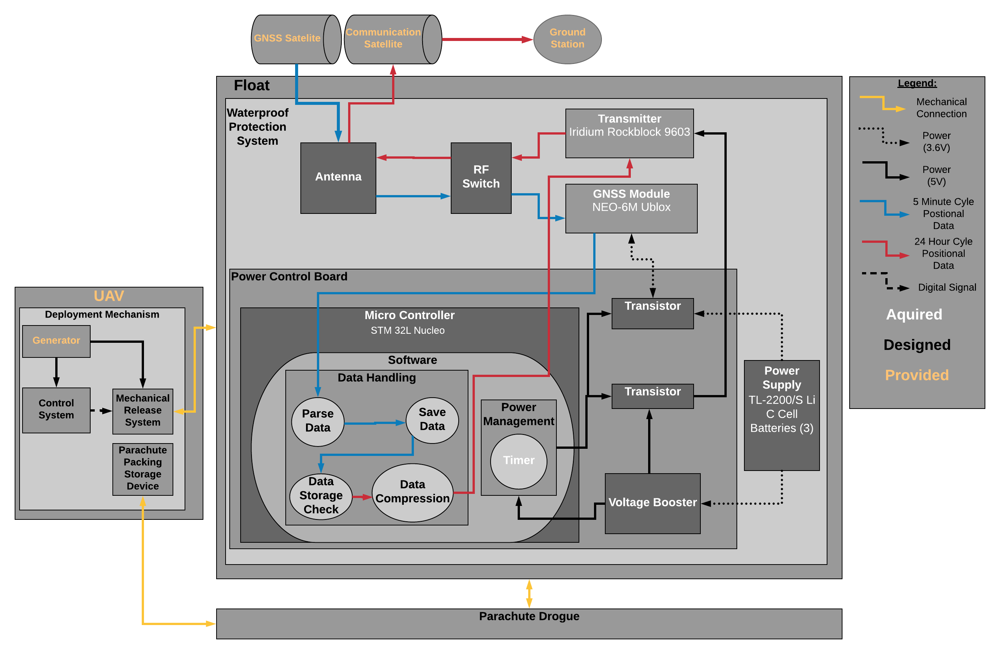 GNSS Satelite
Communication
Satellite
Ground
Station
Float
Waterproof
Protection
System
Transmitter
Iridium Rockblock 9603
Antenna
RF
Switch
GNSS Module
NEO-6M Ublox
Power Control Board
Micro Controller
STM 32L Nucleo
Software
Data Handling
Parse
Data
Save
Data
Data
Storage
Check
Data
Compression
Power
Management
Timer
Transistor
Transistor
Voltage Booster
Power
Supply
TL-2200/S Li
C Cell
Batteries (3)
UAV
Deployment Mechanism
Generator
Control
System
Mechanical
Release
System
Parachute
Packing
Storage
Device
Parachute Drogue
Legend:
Mechanical
Connection
Power
(3.6V)
Power
(5V)
5 Minute Cyle
Postional
Data
24 Hour Cyle
Positional
Data
Digital Signal
Aquired
Designed
Provided